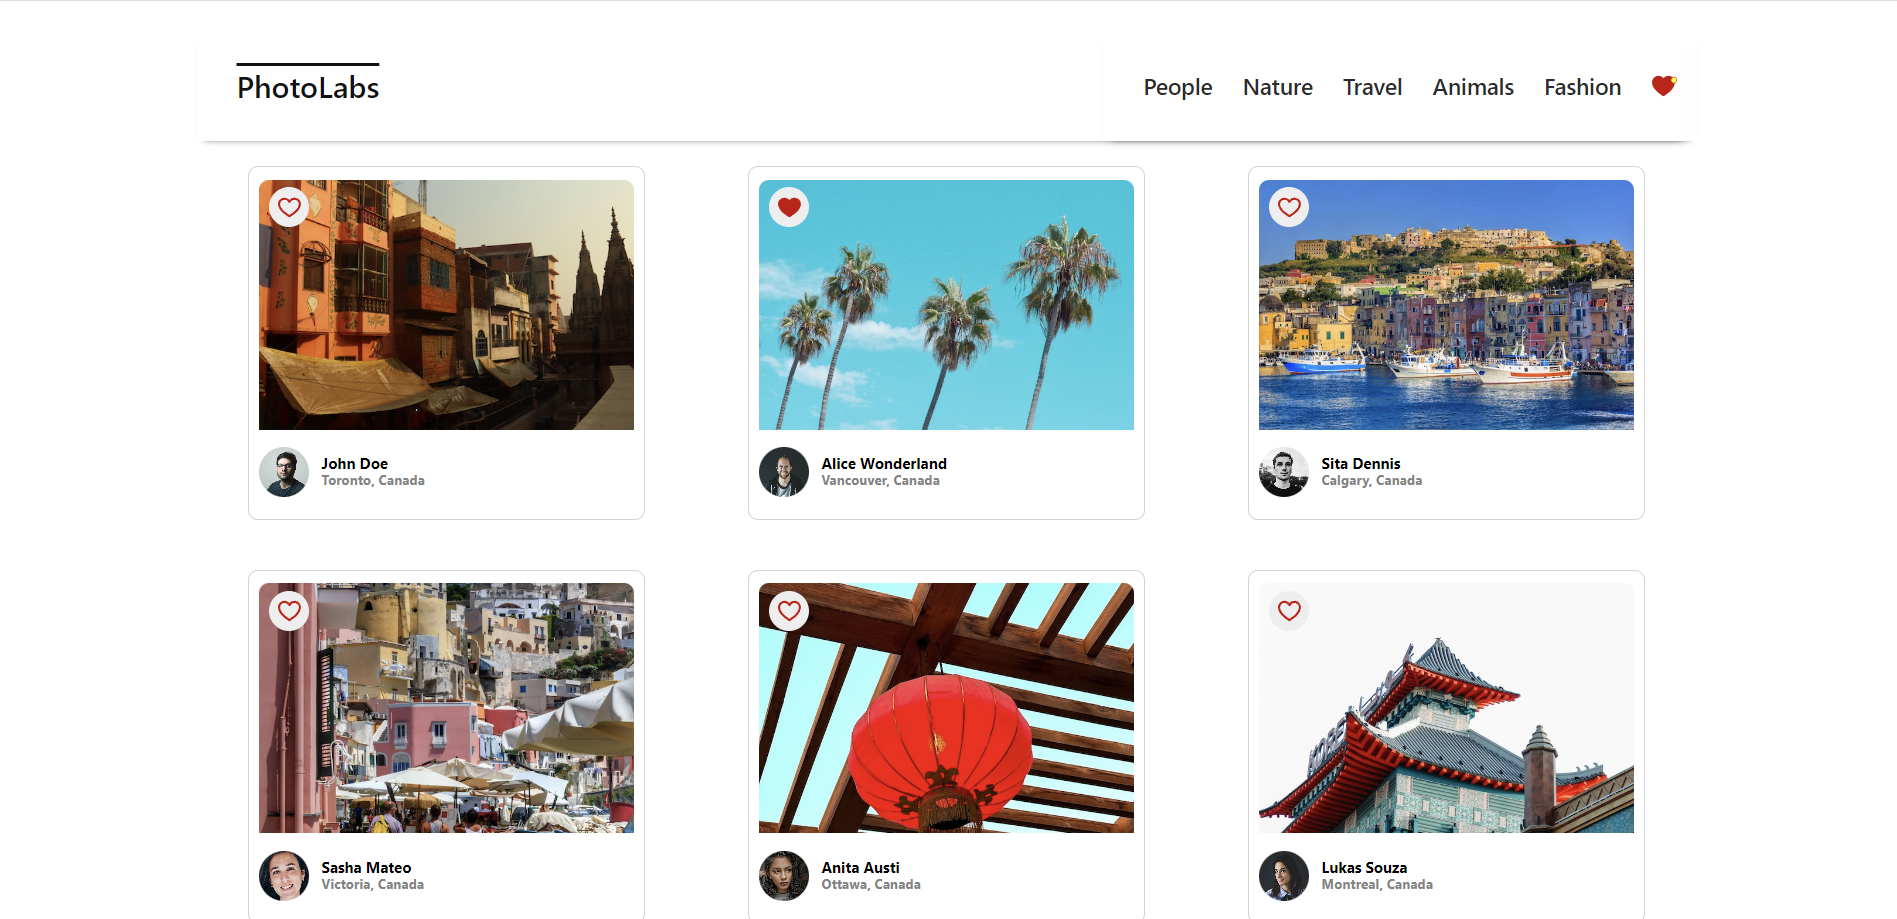 PhotoLabs
People Nature Travel Animals Fashion
John Doe
Toronto, Canada
Alice Wonderland
Vancouver, Canada
Sita Dennis
Calgary, Canada
Sasha Mateo
Victoria, Canada
Anita Austi
Ottawa, Canada
Lukas Souza
Montreal, Canada